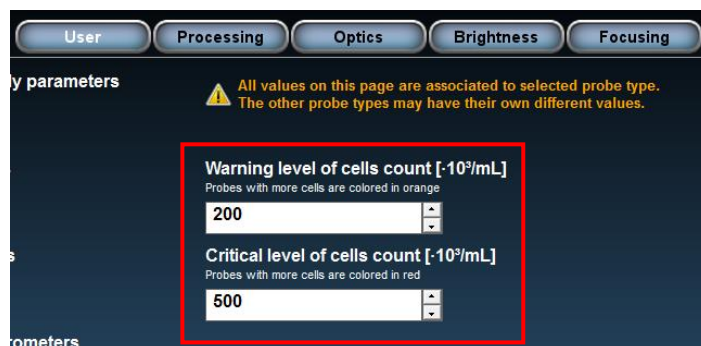 User Processing Optics Brightness Focusing
ly parameters
All values on this page are associated to selected probe type.
The other probe types may have their own different values.
Warning level of cells count [·10³/mL]
Probes with more cells are colored in orange
200
s
Critical level of cells count [·10³/mL]
Probes with more cells are colored in red
500
rometers